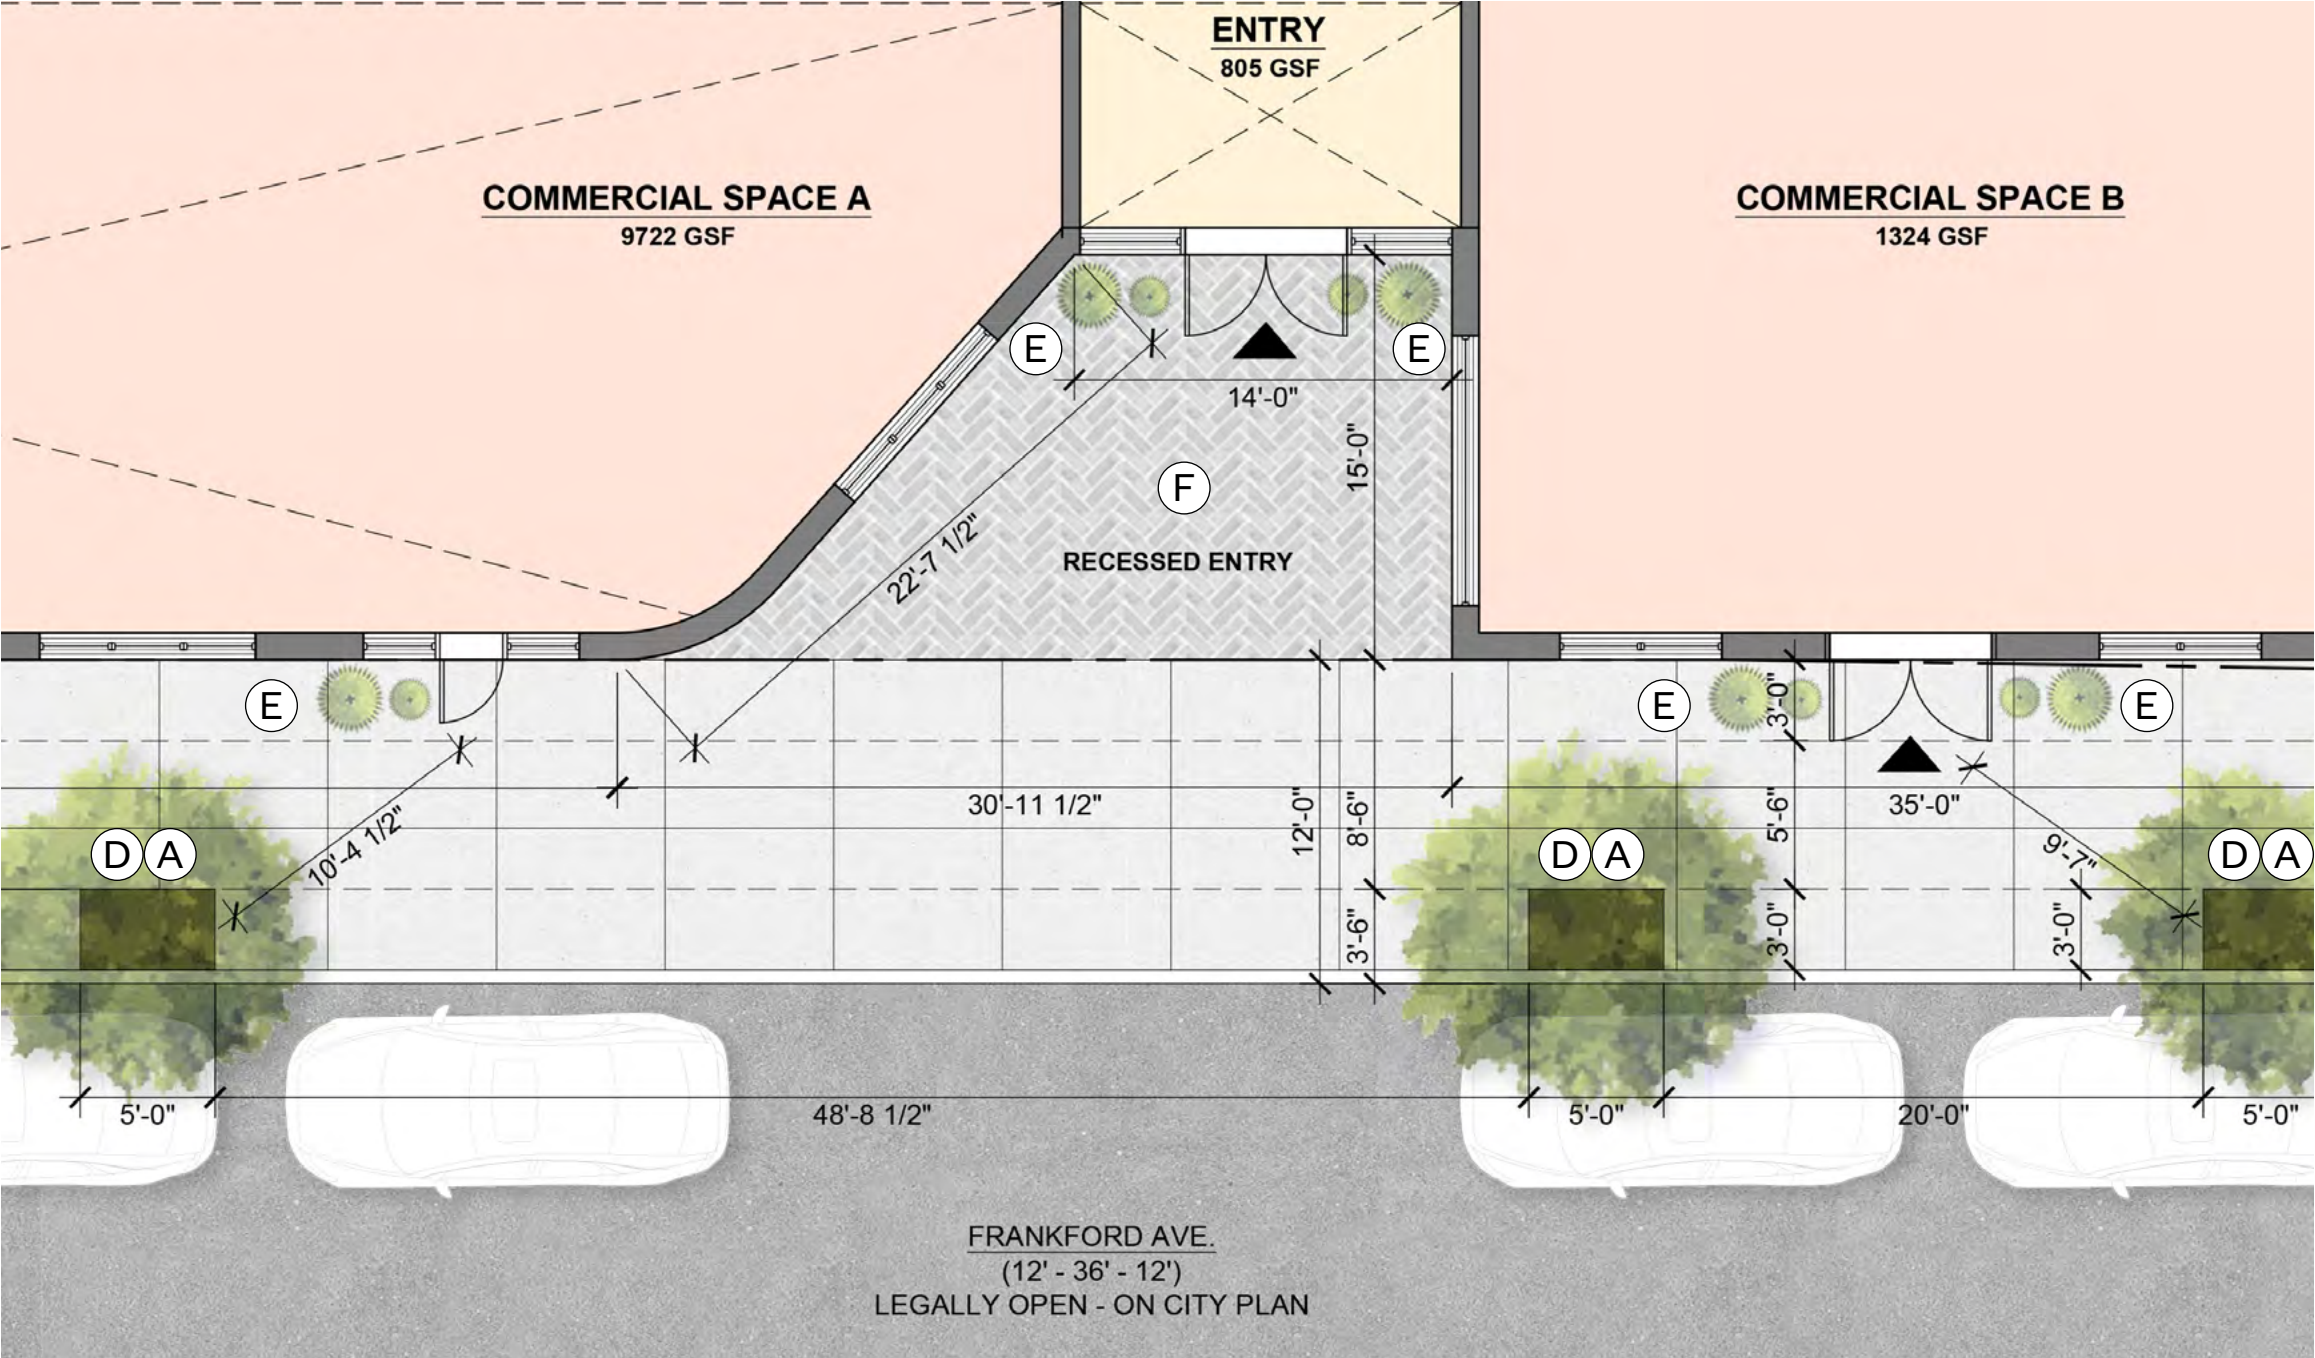 ENTRY
805 GSF
COMMERCIAL SPACE A
9722 GSF
COMMERCIAL SPACE B
1324 GSF
E
E
14'-0"
15'-0"
F
22'-7 1/2"
RECESSED ENTRY
E
E
3'-0"
E
30'-11 1/2"
12'-0"
8'-6"
5'-6"
35'-0"
10'-4 1/2"
D A
D A
9'-7"
D A
3'-6"
3'-0"
3'-0"
5'-0"
48'-8 1/2"
5'-0"
20'-0"
5'-0"
FRANKFORD AVE.
(12' - 36' - 12')
LEGALLY OPEN - ON CITY PLAN